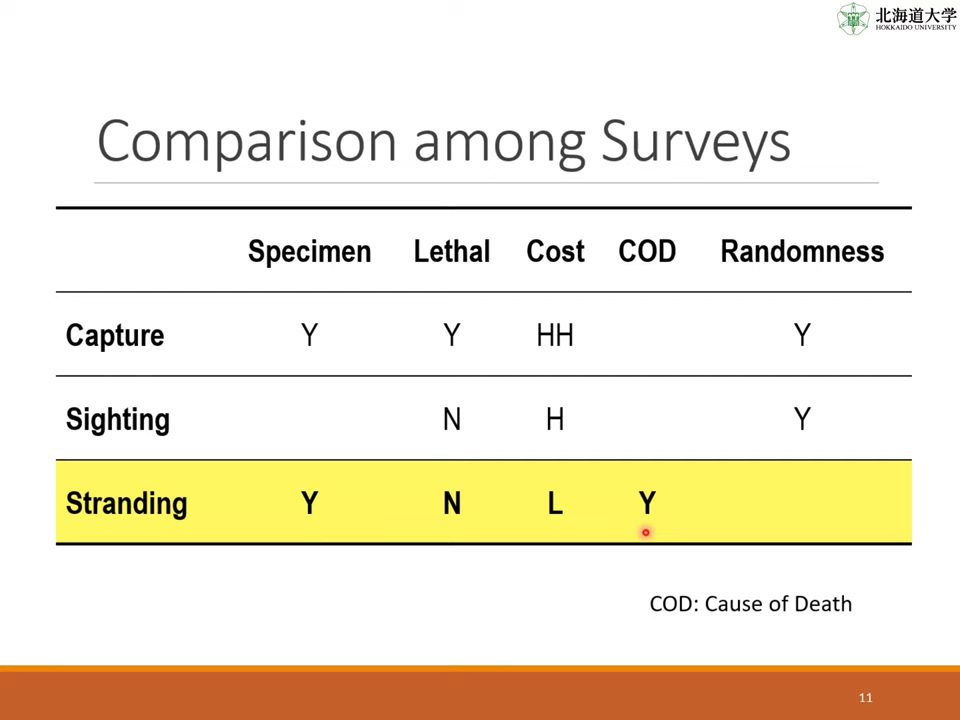 北海道大学
HOKKAIDO UNIVERSITY
Comparison among Surveys
Specimen Lethal Cost COD Randomness
Capture Y Y HH Y
Sighting N H Y
Stranding Y N L Y
COD: Cause of Death
11